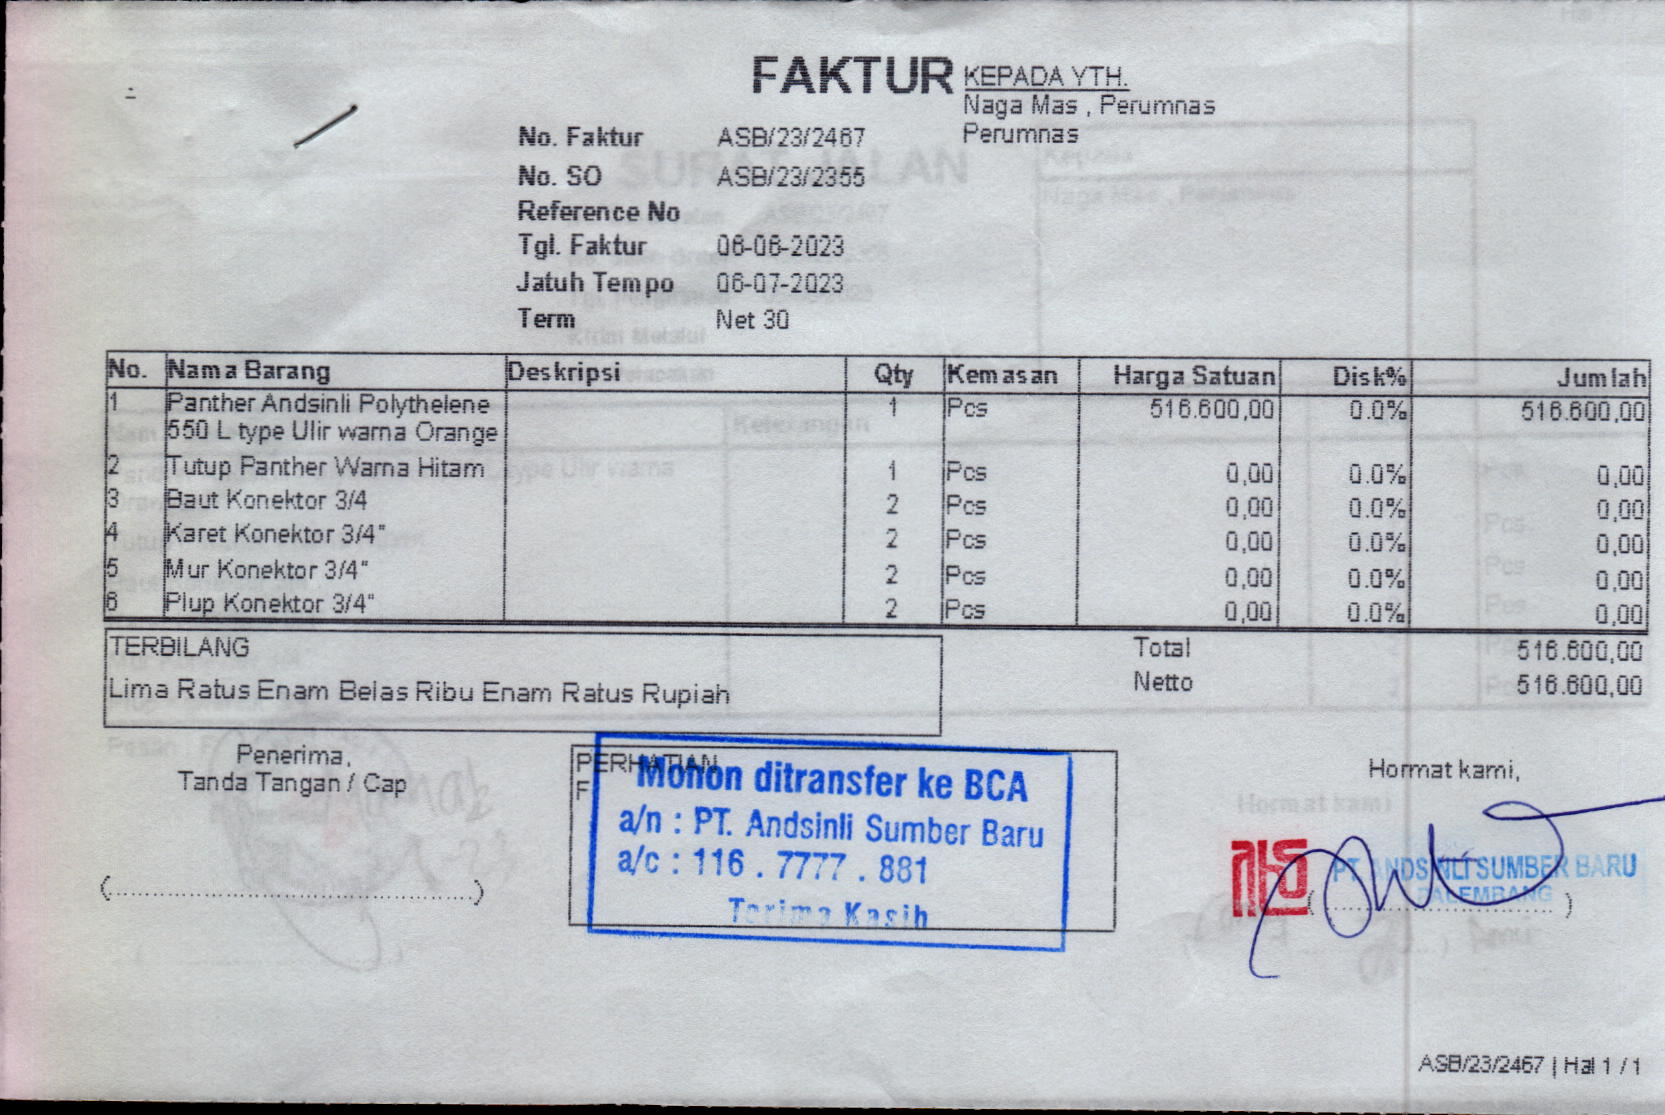 FAKTUR
KEPADA YTH.
Naga Mas , Perumnas
Perumnas
No. Faktur ASB/23/2467
No. SO ASB/23/2355
Reference No
Tgl. Faktur 06-06-2023
Jatuh Tempo 06-07-2023
Term Net 30
No. Nama Barang Deskripsi Qty Kemasan Harga Satuan Disk% Jumlah
1 Panther Andsinli Polythelene 1 Pcs 516.600,00 0.0% 516.600,00
550 L type Ulir warna Orange
2 Tutup Panther Warna Hitam 1 Pcs 0,00 0.0% 0,00
3 Baut Konektor 3/4 2 Pcs 0,00 0.0% 0,00
4 Karet Konektor 3/4" 2 Pcs 0,00 0.0% 0,00
5 Mur Konektor 3/4" 2 Pcs 0,00 0.0% 0,00
6 Plup Konektor 3/4" 2 Pcs 0,00 0.0% 0,00
TERBILANG
Lima Ratus Enam Belas Ribu Enam Ratus Rupiah
Total 516.600,00
Netto 516.600,00
Penerima,
Tanda Tangan / Cap
PERHATIAN
F
Mohon ditransfer ke BCA
a/n : PT. Andsinli Sumber Baru
a/c : 116 . 7777 . 881
Terima Kasih
Hormat kami,
PT. ANDSINLI SUMBER BARU
PALEMBANG
ASB/23/2467 | Hal 1 / 1